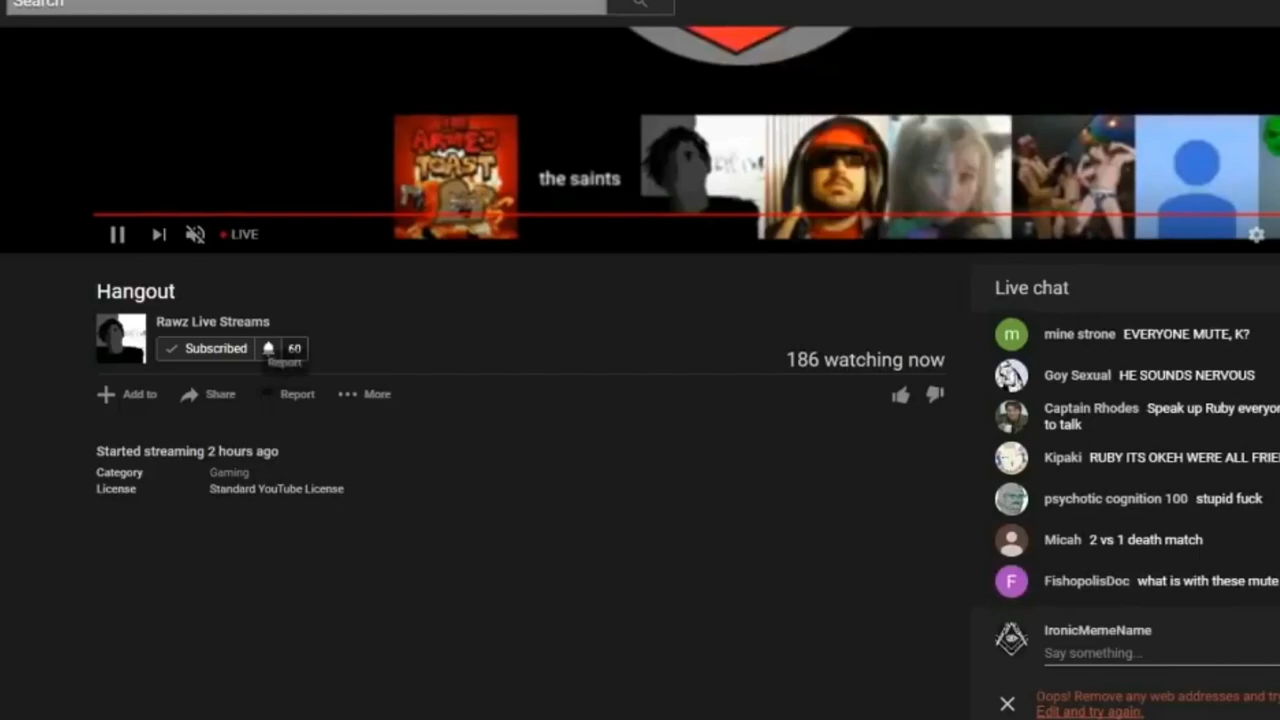 Search
ARMED
TOAST
the saints
LIVE
Hangout
Rawz Live Streams
Subscribed 60
Report
186 watching now
Add to Share Report More
Started streaming 2 hours ago
Category Gaming
License Standard YouTube License
Live chat
m mine strone EVERYONE MUTE, K?
Goy Sexual HE SOUNDS NERVOUS
Captain Rhodes Speak up Ruby everyon
to talk
Kipaki RUBY ITS OKEH WERE ALL FRIE
psychotic cognition 100 stupid fuck
Micah 2 vs 1 death match
F FishopolisDoc what is with these mute
IronicMemeName
Say something...
Oops! Remove any web addresses and try
Edit and try again.